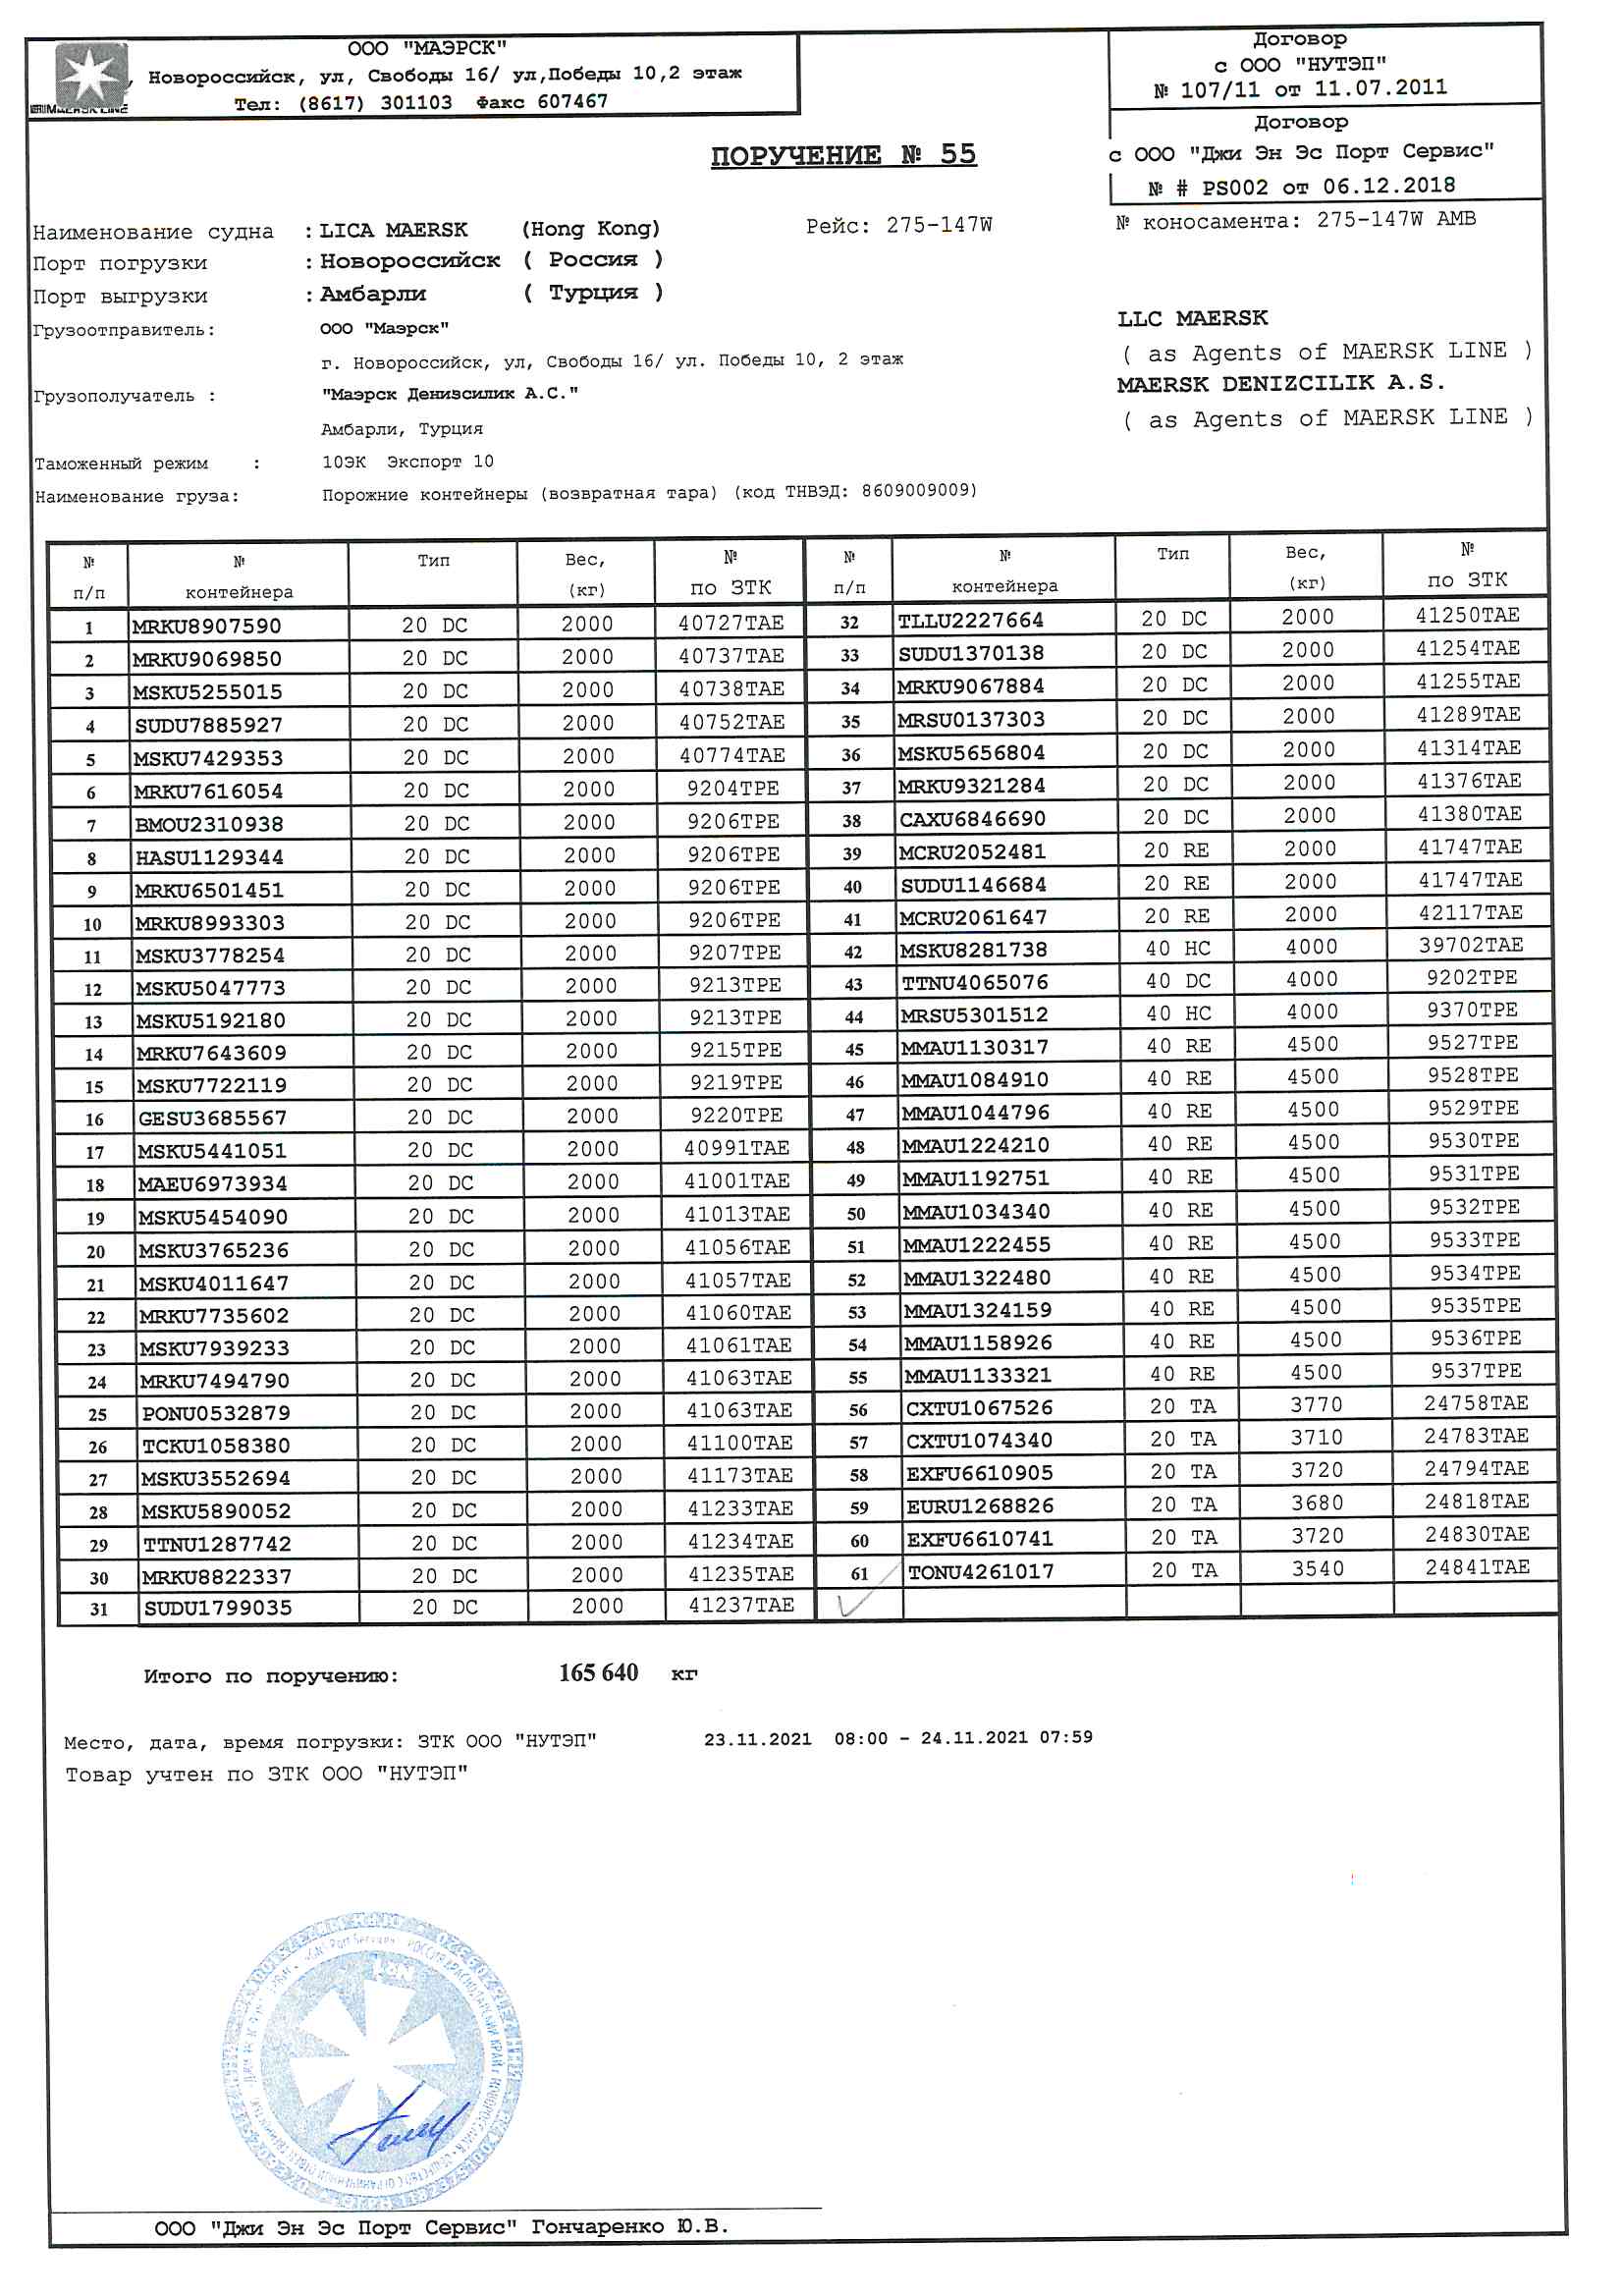 ООО "МАЭРСК"
, Новороссийск, ул, Свободы 16/ ул,Победы 10,2 этаж
Тел: (8617) 301103 Факс 607467
MAERSK LINE
Договор
с ООО "НУТЭП"
№ 107/11 от 11.07.2011
Договор
с ООО "Джи Эн Эс Порт Сервис"
№ # PS002 от 06.12.2018
ПОРУЧЕНИЕ № 55
Наименование судна : LICA MAERSK (Hong Kong) Рейс: 275-147W № коносамента: 275-147W AMB
Порт погрузки : Новороссийск ( Россия )
Порт выгрузки : Амбарли ( Турция )
Грузоотправитель: ООО "Маэрск" LLC MAERSK
г. Новороссийск, ул, Свободы 16/ ул. Победы 10, 2 этаж ( as Agents of MAERSK LINE )
Грузополучатель : "Маэрск Денизсилик А.С." MAERSK DENIZCILIK A.S.
Амбарли, Турция ( as Agents of MAERSK LINE )
Таможенный режим : 10ЭК Экспорт 10
Наименование груза: Порожние контейнеры (возвратная тара) (код ТНВЭД: 8609009009)
№ п/п № контейнера Тип Вес, (кг) № по ЗТК № п/п № контейнера Тип Вес, (кг) № по ЗТК
1 MRKU8907590 20 DC 2000 40727TAE 32 TLLU2227664 20 DC 2000 41250TAE
2 MRKU9069850 20 DC 2000 40737TAE 33 SUDU1370138 20 DC 2000 41254TAE
3 MSKU5255015 20 DC 2000 40738TAE 34 MRKU9067884 20 DC 2000 41255TAE
4 SUDU7885927 20 DC 2000 40752TAE 35 MRSU0137303 20 DC 2000 41289TAE
5 MSKU7429353 20 DC 2000 40774TAE 36 MSKU5656804 20 DC 2000 41314TAE
6 MRKU7616054 20 DC 2000 9204TPE 37 MRKU9321284 20 DC 2000 41376TAE
7 BMOU2310938 20 DC 2000 9206TPE 38 CAXU6846690 20 DC 2000 41380TAE
8 HASU1129344 20 DC 2000 9206TPE 39 MCRU2052481 20 RE 2000 41747TAE
9 MRKU6501451 20 DC 2000 9206TPE 40 SUDU1146684 20 RE 2000 41747TAE
10 MRKU8993303 20 DC 2000 9206TPE 41 MCRU2061647 20 RE 2000 42117TAE
11 MSKU3778254 20 DC 2000 9207TPE 42 MSKU8281738 40 HC 4000 39702TAE
12 MSKU5047773 20 DC 2000 9213TPE 43 TTNU4065076 40 DC 4000 9202TPE
13 MSKU5192180 20 DC 2000 9213TPE 44 MRSU5301512 40 HC 4000 9370TPE
14 MRKU7643609 20 DC 2000 9215TPE 45 MMAU1130317 40 RE 4500 9527TPE
15 MSKU7722119 20 DC 2000 9219TPE 46 MMAU1084910 40 RE 4500 9528TPE
16 GESU3685567 20 DC 2000 9220TPE 47 MMAU1044796 40 RE 4500 9529TPE
17 MSKU5441051 20 DC 2000 40991TAE 48 MMAU1224210 40 RE 4500 9530TPE
18 MAEU6973934 20 DC 2000 41001TAE 49 MMAU1192751 40 RE 4500 9531TPE
19 MSKU5454090 20 DC 2000 41013TAE 50 MMAU1034340 40 RE 4500 9532TPE
20 MSKU3765236 20 DC 2000 41056TAE 51 MMAU1222455 40 RE 4500 9533TPE
21 MSKU4011647 20 DC 2000 41057TAE 52 MMAU1322480 40 RE 4500 9534TPE
22 MRKU7735602 20 DC 2000 41060TAE 53 MMAU1324159 40 RE 4500 9535TPE
23 MSKU7939233 20 DC 2000 41061TAE 54 MMAU1158926 40 RE 4500 9536TPE
24 MRKU7494790 20 DC 2000 41063TAE 55 MMAU1133321 40 RE 4500 9537TPE
25 PONU0532879 20 DC 2000 41063TAE 56 CXTU1067526 20 TA 3770 24758TAE
26 TCKU1058380 20 DC 2000 41100TAE 57 CXTU1074340 20 TA 3710 24783TAE
27 MSKU3552694 20 DC 2000 41173TAE 58 EXFU6610905 20 TA 3720 24794TAE
28 MSKU5890052 20 DC 2000 41233TAE 59 EURU1268826 20 TA 3680 24818TAE
29 TTNU1287742 20 DC 2000 41234TAE 60 EXFU6610741 20 TA 3720 24830TAE
30 MRKU8822337 20 DC 2000 41235TAE 61 TONU4261017 20 TA 3540 24841TAE
31 SUDU1799035 20 DC 2000 41237TAE
Итого по поручению: 165 640 кг
Место, дата, время погрузки: ЗТК ООО "НУТЭП" 23.11.2021 08:00 - 24.11.2021 07:59
Товар учтен по ЗТК ООО "НУТЭП"
ООО "Джи Эн Эс Порт Сервис" Гончаренко Ю.В.